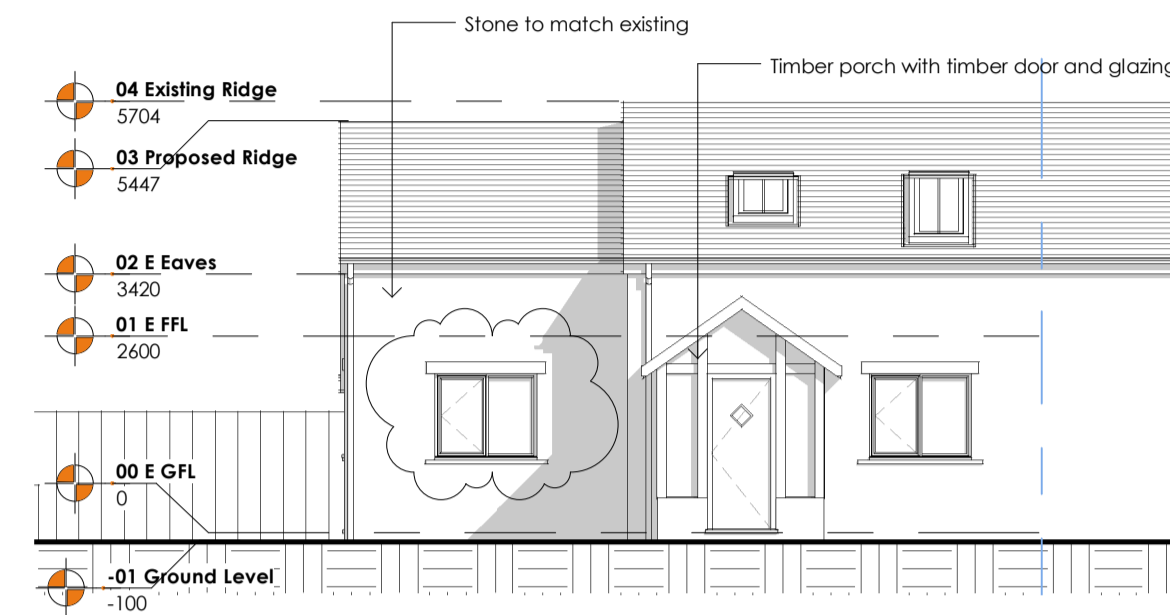 Stone to match existing
Timber porch with timber door and glazing
04 Existing Ridge
5704
03 Proposed Ridge
5447
02 E Eaves
3420
01 E FFL
2600
00 E GFL
0
-01 Ground Level
-100